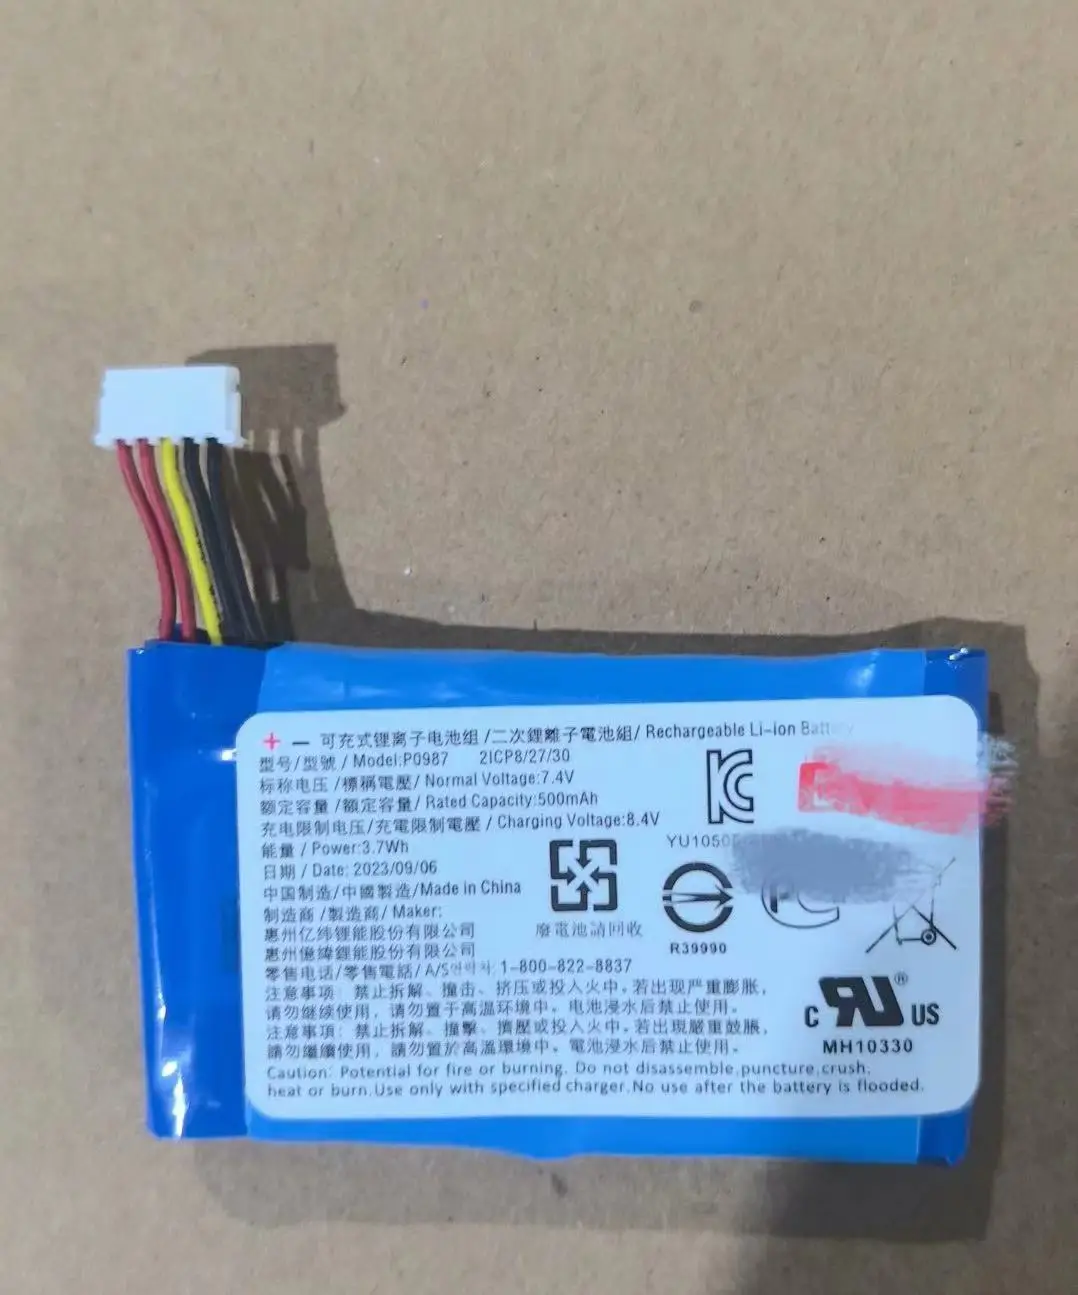 + — 可充式锂离子电池组 /二次鋰離子電池組/ Rechargeable Li-ion Battery
型号/型號 / Model:P0987 2ICP8/27/30
标称电压 /標稱電壓/ Normal Voltage:7.4V
额定容量 /額定容量/ Rated Capacity:500mAh
充电限制电压/充電限制電壓 / Charging Voltage:8.4V
能量 / Power:3.7Wh
日期 / Date: 2023/09/06
中国制造/中國製造/Made in China
制造商 /製造商/ Maker:
惠州亿纬锂能股份有限公司
惠州億緯鋰能股份有限公司
零售电话/零售電話/ A/S연락처: 1-800-822-8837
注意事项: 禁止拆解、撞击、挤压或投入火中。若出现严重膨胀,
请勿继续使用, 请勿置于高温环境中。电池浸水后禁止使用。
注意事項: 禁止拆解、撞擊、擠壓或投入火中。若出現嚴重鼓脹,
請勿繼續使用, 請勿置於高溫環境中。電池浸水后禁止使用。
Caution: Potential for fire or burning. Do not disassemble,puncture,crush,
heat or burn.Use only with specified charger.No use after the battery is flooded.
YU1050
廢電池請回收
R39990
C RU ® US
MH10330